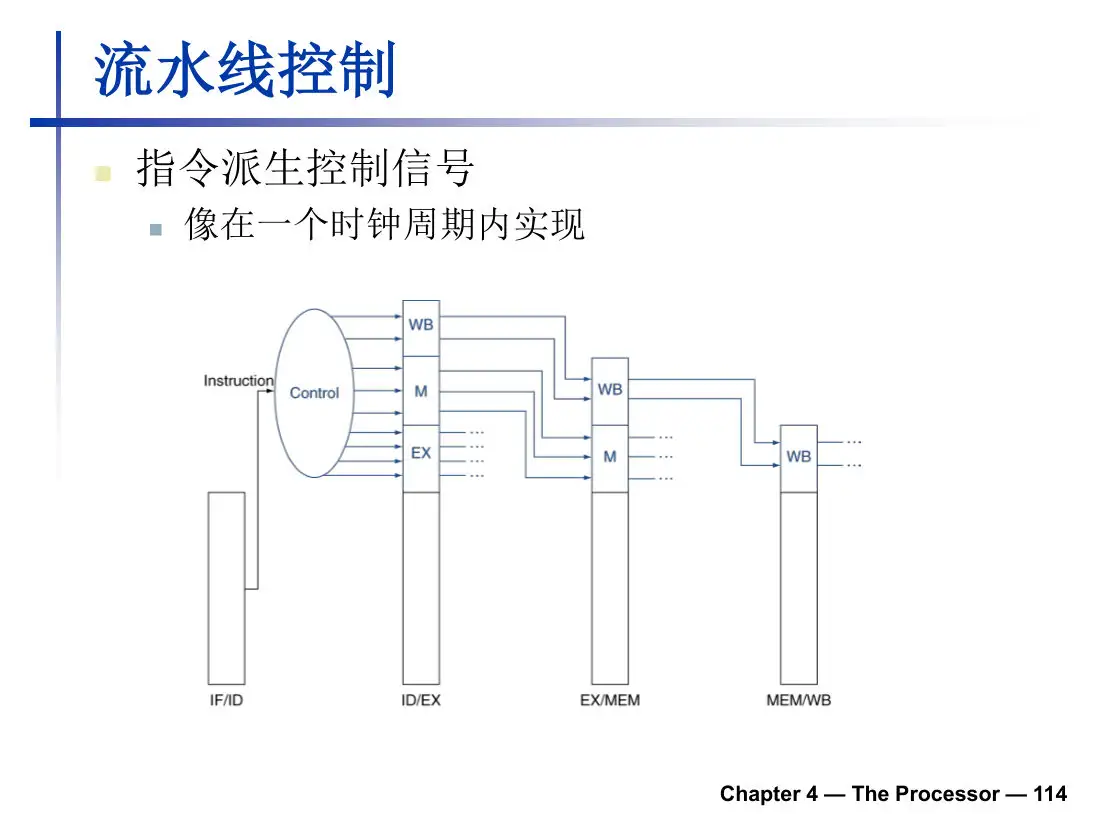 流水线控制
指令派生控制信号
像在一个时钟周期内实现
WB
Instruction
Control
M
WB
EX
M
WB
...
...
...
...
...
...
...
...
...
IF/ID
ID/EX
EX/MEM
MEM/WB
Chapter 4 — The Processor — 114